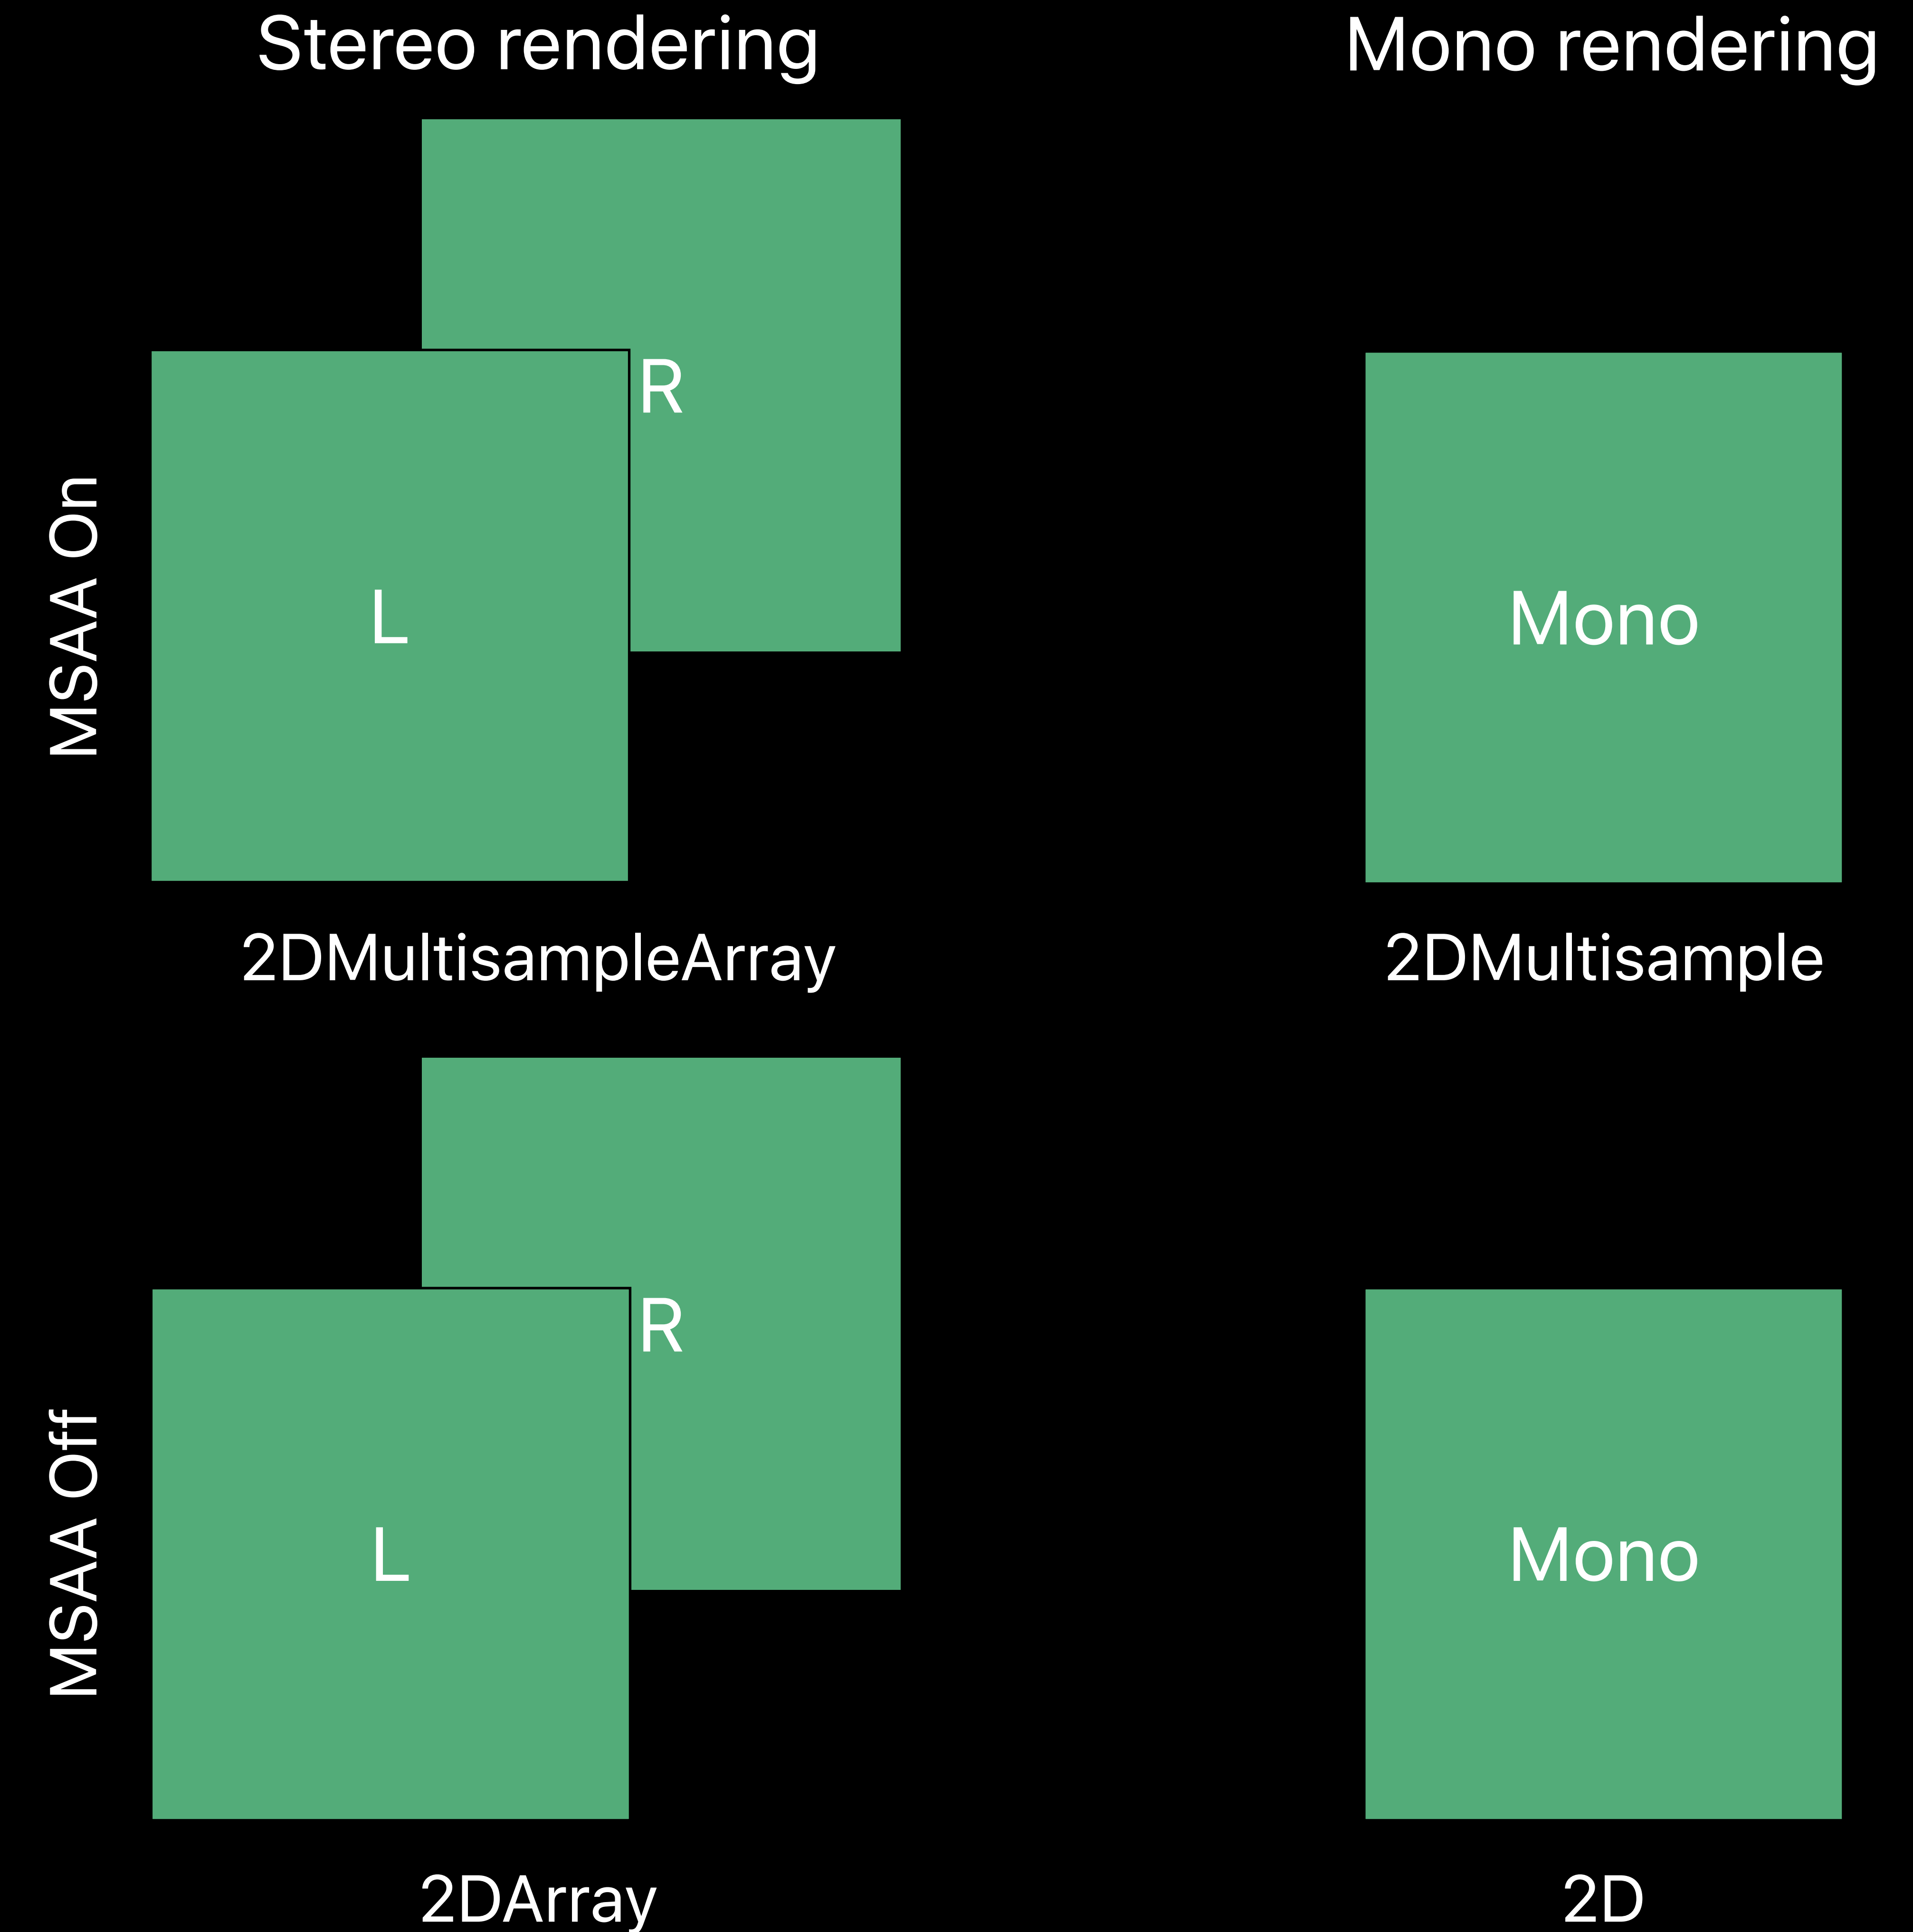 Stereo rendering
Mono rendering
MSAA On
R
L
Mono
2DMultisampleArray
2DMultisample
MSAA Off
R
L
Mono
2DArray
2D